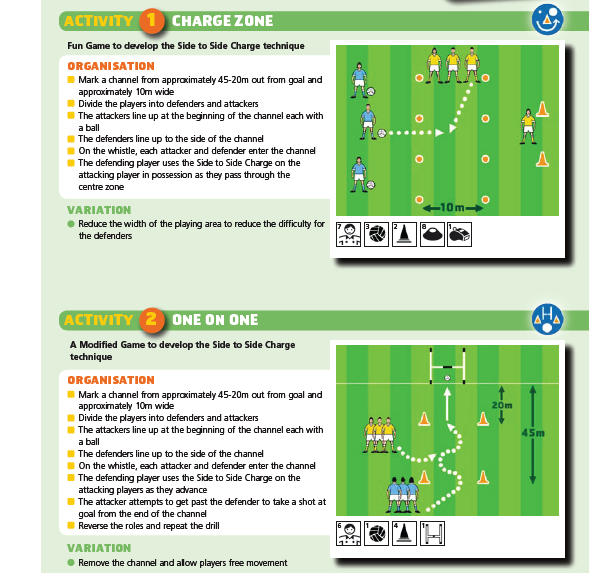 ACTIVITY 1 CHARGE ZONE
Fun Game to develop the Side to Side Charge technique
ORGANISATION
Mark a channel from approximately 45-20m out from goal and
approximately 10m wide
Divide the players into defenders and attackers
The attackers line up at the beginning of the channel each with
a ball
The defenders line up to the side of the channel
On the whistle, each attacker and defender enter the channel
The defending player uses the Side to Side Charge on the
attacking player in possession as they pass through the
centre zone
VARIATION
Reduce the width of the playing area to reduce the difficulty for
the defenders
10m
7 3 2 8 1
ACTIVITY 2 ONE ON ONE
A Modified Game to develop the Side to Side Charge
technique
ORGANISATION
Mark a channel from approximately 45-20m out from goal and
approximately 10m wide
Divide the players into defenders and attackers
The attackers line up at the beginning of the channel each with
a ball
The defenders line up to the side of the channel
On the whistle, each attacker and defender enter the channel
The defending player uses the Side to Side Charge on the
attacking players as they advance
The attacker attempts to get past the defender to take a shot at
goal from the end of the channel
Reverse the roles and repeat the drill
VARIATION
Remove the channel and allow players free movement
20m
45m
6 1 4 1